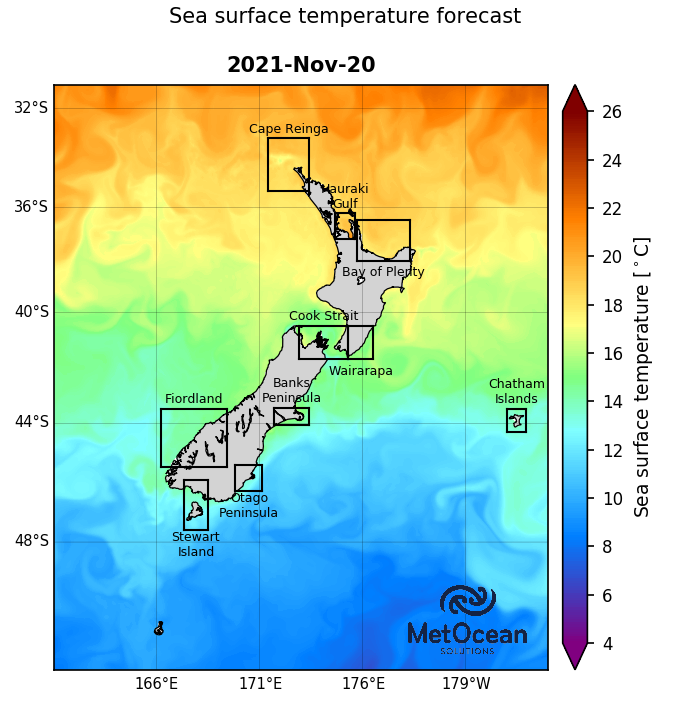 Sea surface temperature forecast
2021-Nov-20
32°S
36°S
40°S
44°S
48°S
166°E
171°E
176°E
179°W
Cape Reinga
Hauraki
Gulf
Bay of Plenty
Cook Strait
Wairarapa
Banks
Peninsula
Chatham
Islands
Fiordland
Otago
Peninsula
Stewart
Island
MetOcean
SOLUTIONS
26
24
22
20
18
16
14
12
10
8
6
4
Sea surface temperature [°C]